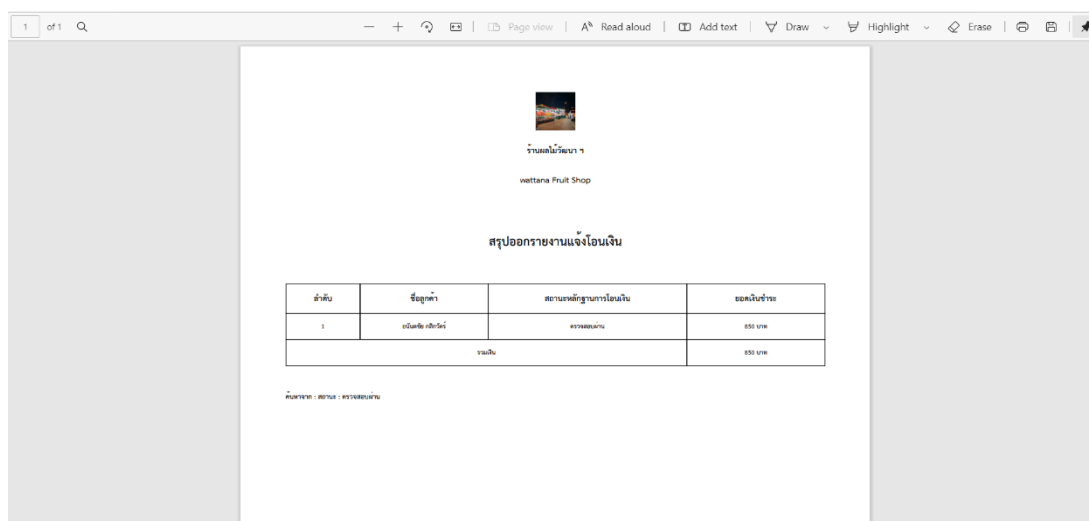 1 of 1 Page view Read aloud Add text Draw Highlight Erase
ร้านผลไม้วัฒนา ฯ
wattana Fruit Shop
สรุปออกรายงานแจ้งโอนเงิน
ลำดับ ชื่อลูกค้า สถานะหลักฐานการโอนเงิน ยอดเงินชำระ
1 ตรวจสอบผ่าน 850 บาท
รวมเงิน 850 บาท
ค้นหาจาก : สถานะ : ตรวจสอบผ่าน